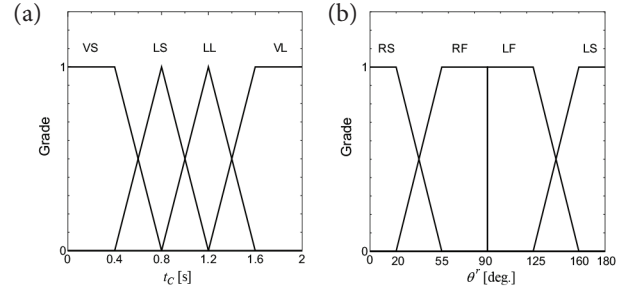 (a)
VS LS LL VL
1
Grade
0
0 0.4 0.8 1.2 1.6 2
t_C [s]
(b)
RS RF LF LS
1
Grade
0
0 20 55 90 125 160 180
θ^r [deg.]